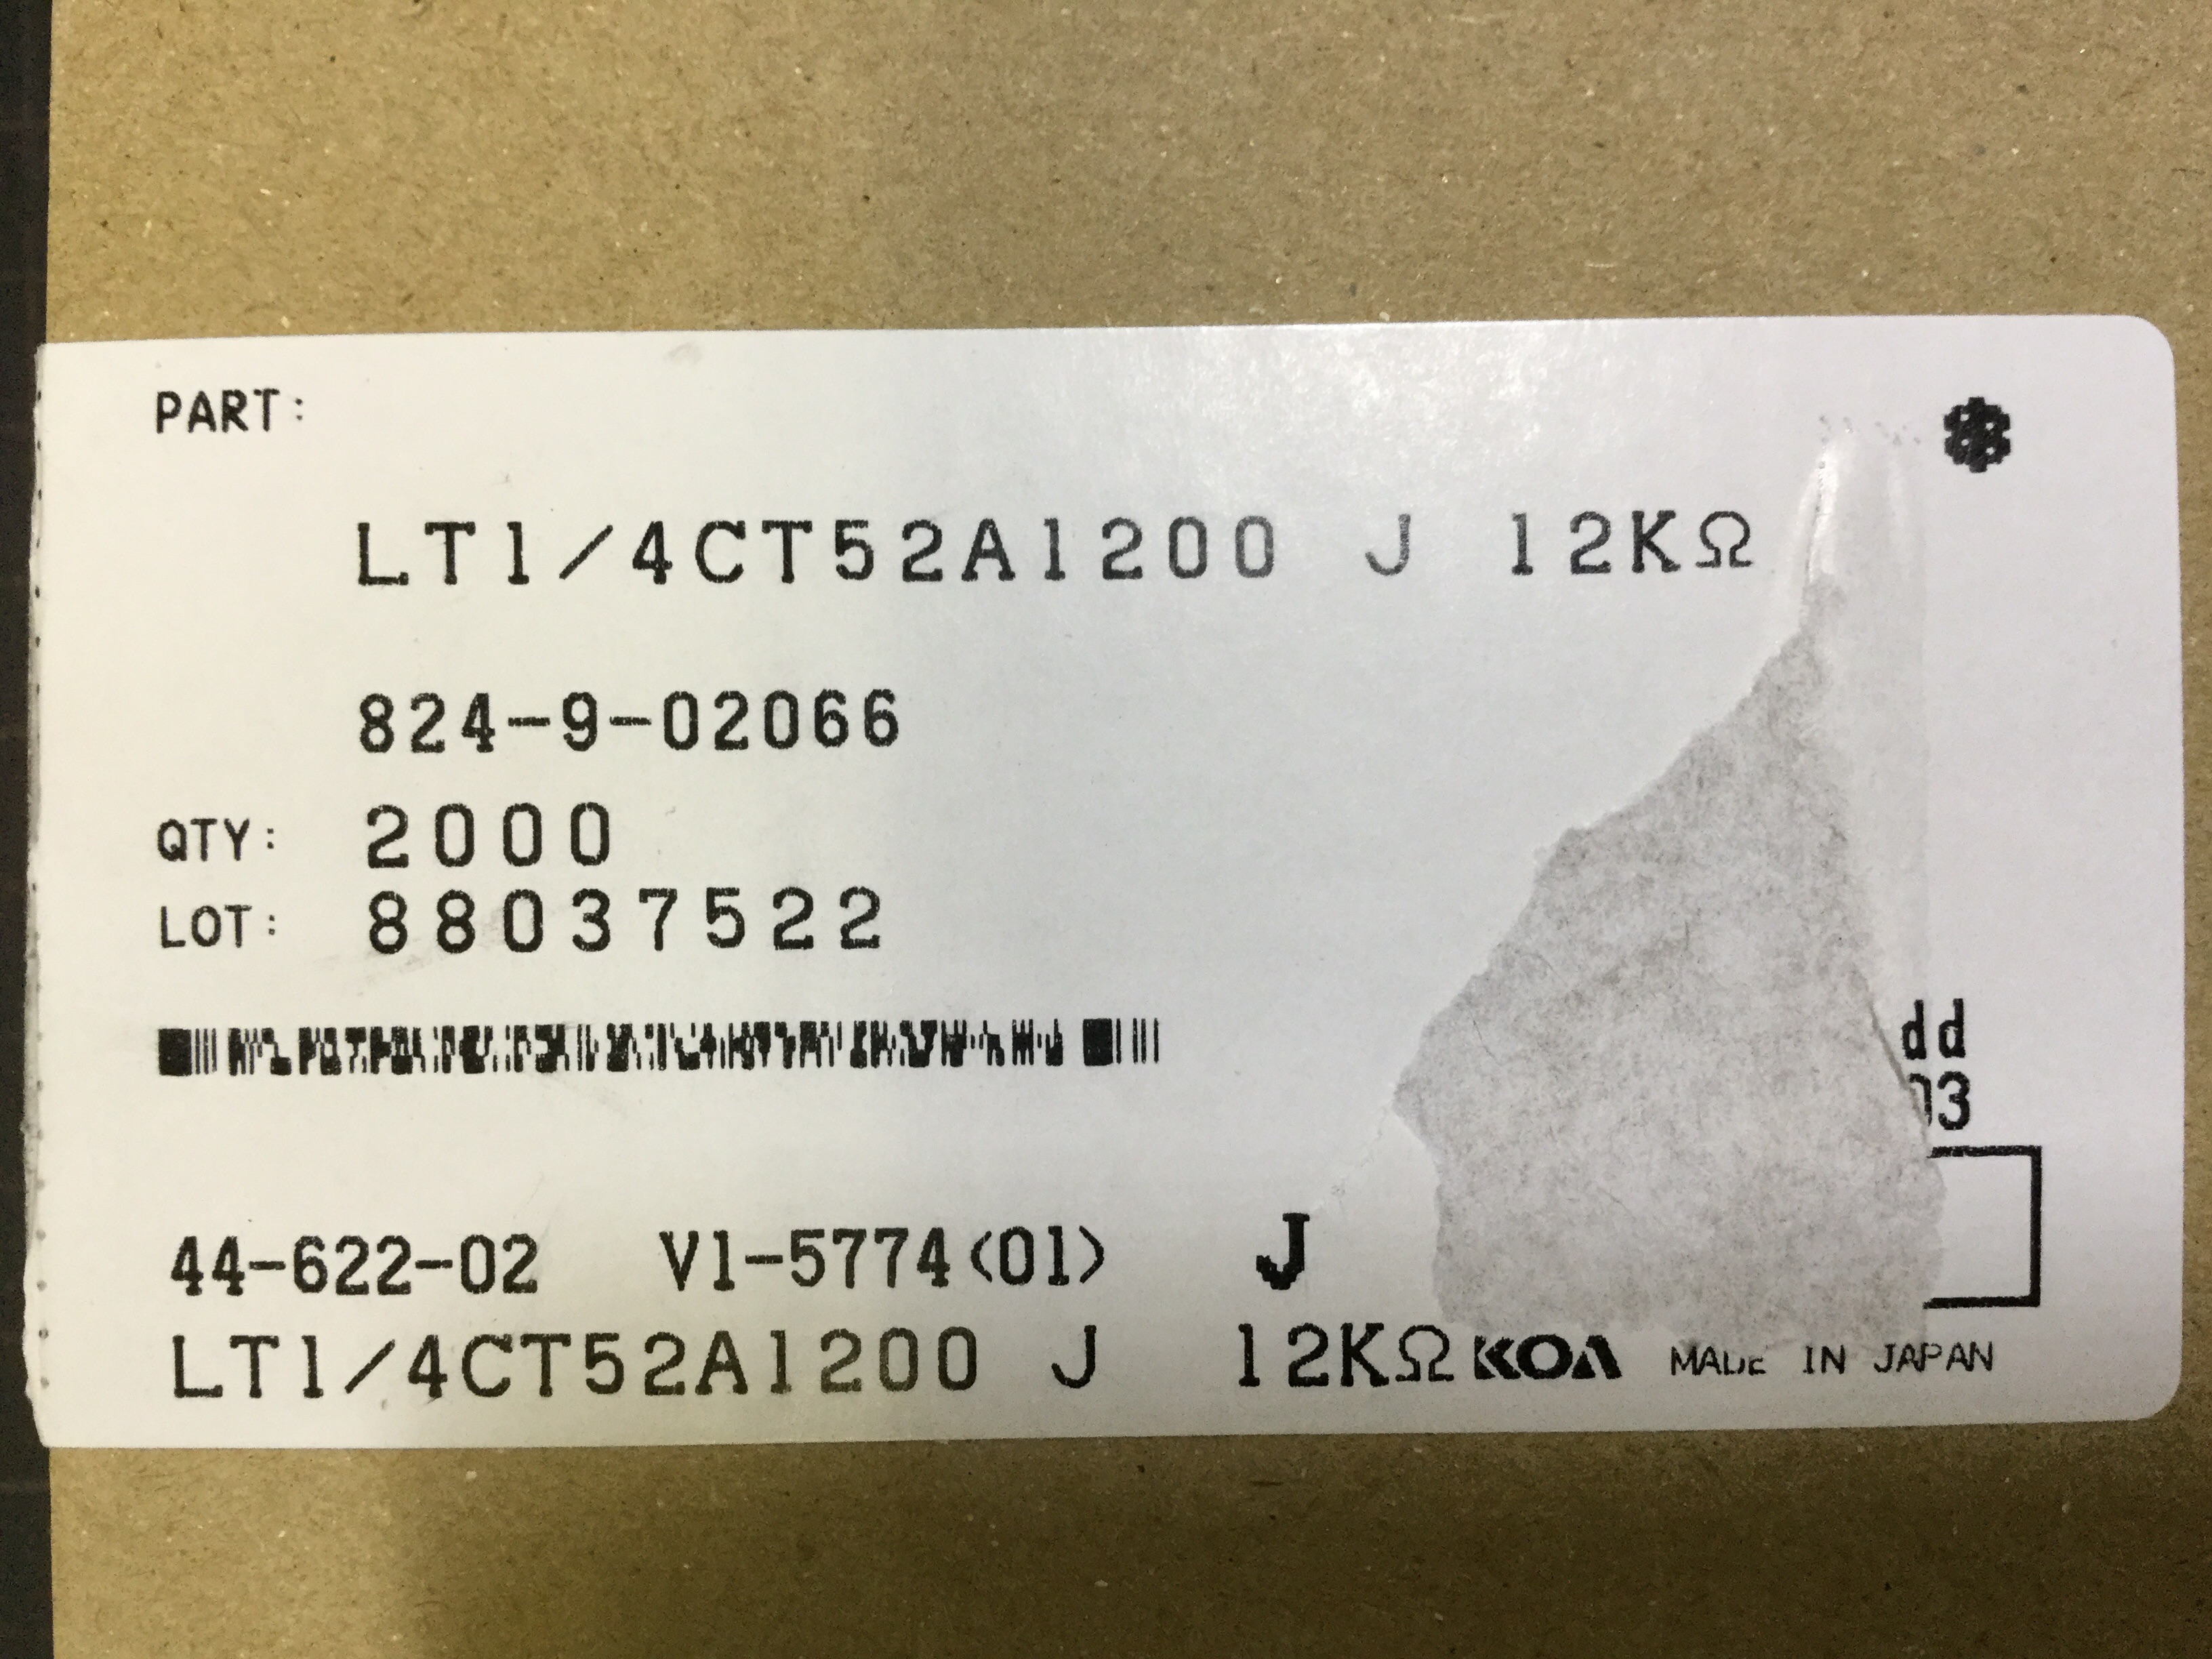 PART:
LT1/4CT52A1200 J 12KΩ
824-9-02066
QTY: 2000
LOT: 88037522
dd
03
44-622-02 V1-5774(01) J
LT1/4CT52A1200 J 12KΩ KOA MADE IN JAPAN